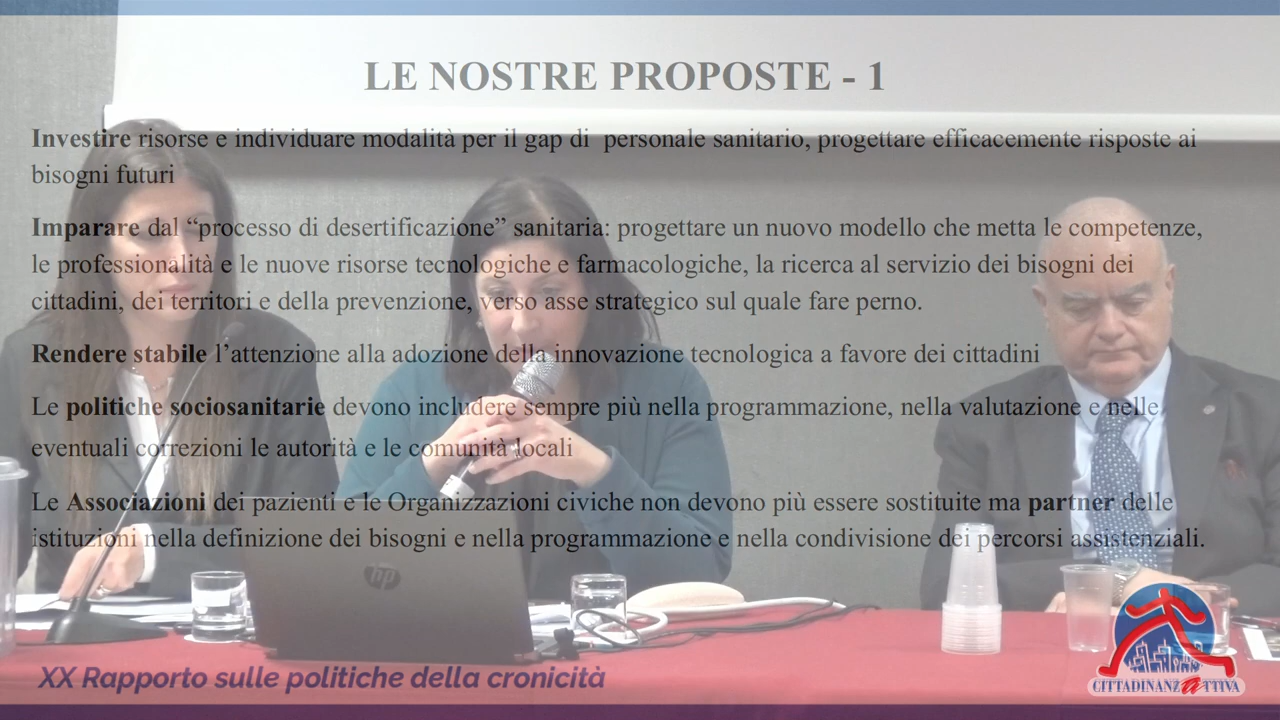 LE NOSTRE PROPOSTE - 1
Investire risorse e individuare modalità per il gap di personale sanitario, progettare efficacemente risposte ai
bisogni futuri
Imparare dal “processo di desertificazione” sanitaria: progettare un nuovo modello che metta le competenze,
le professionalità e le nuove risorse tecnologiche e farmacologiche, la ricerca al servizio dei bisogni dei
cittadini, dei territori e della prevenzione, verso asse strategico sul quale fare perno.
Rendere stabile l’attenzione alla adozione della innovazione tecnologica a favore dei cittadini
Le politiche sociosanitarie devono includere sempre più nella programmazione, nella valutazione e nelle
eventuali correzioni le autorità e le comunità locali
Le Associazioni dei pazienti e le Organizzazioni civiche non devono più essere sostituite ma partner delle
istituzioni nella definizione dei bisogni e nella programmazione e nella condivisione dei percorsi assistenziali.
hp
XX Rapporto sulle politiche della cronicità
CITTADINANZATTIVA